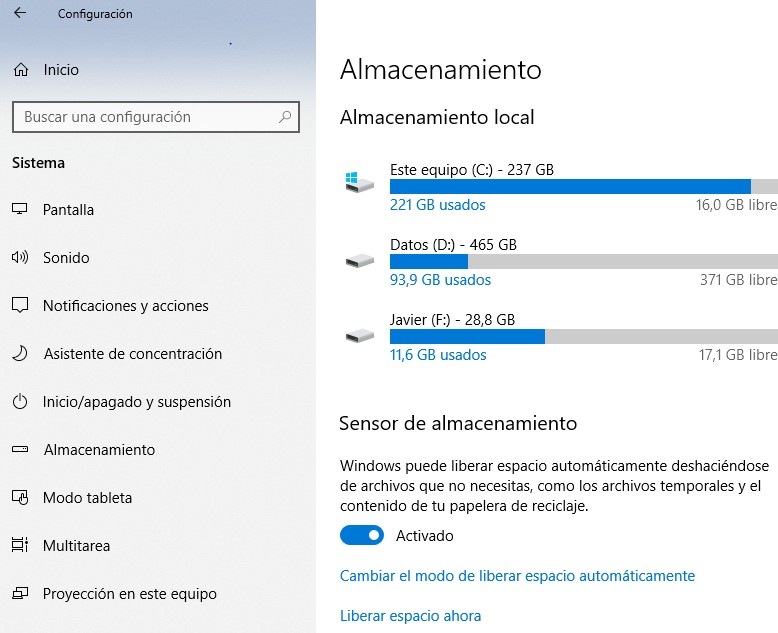 Configuración
Inicio
Buscar una configuración
Sistema
Pantalla
Sonido
Notificaciones y acciones
Asistente de concentración
Inicio/apagado y suspensión
Almacenamiento
Modo tableta
Multitarea
Proyección en este equipo
Almacenamiento
Almacenamiento local
Este equipo (C:) - 237 GB
221 GB usados 16,0 GB libre
Datos (D:) - 465 GB
93,9 GB usados 371 GB libre
Javier (F:) - 28,8 GB
11,6 GB usados 17,1 GB libre
Sensor de almacenamiento
Windows puede liberar espacio automáticamente deshaciéndose
de archivos que no necesitas, como los archivos temporales y el
contenido de tu papelera de reciclaje.
Activado
Cambiar el modo de liberar espacio automáticamente
Liberar espacio ahora